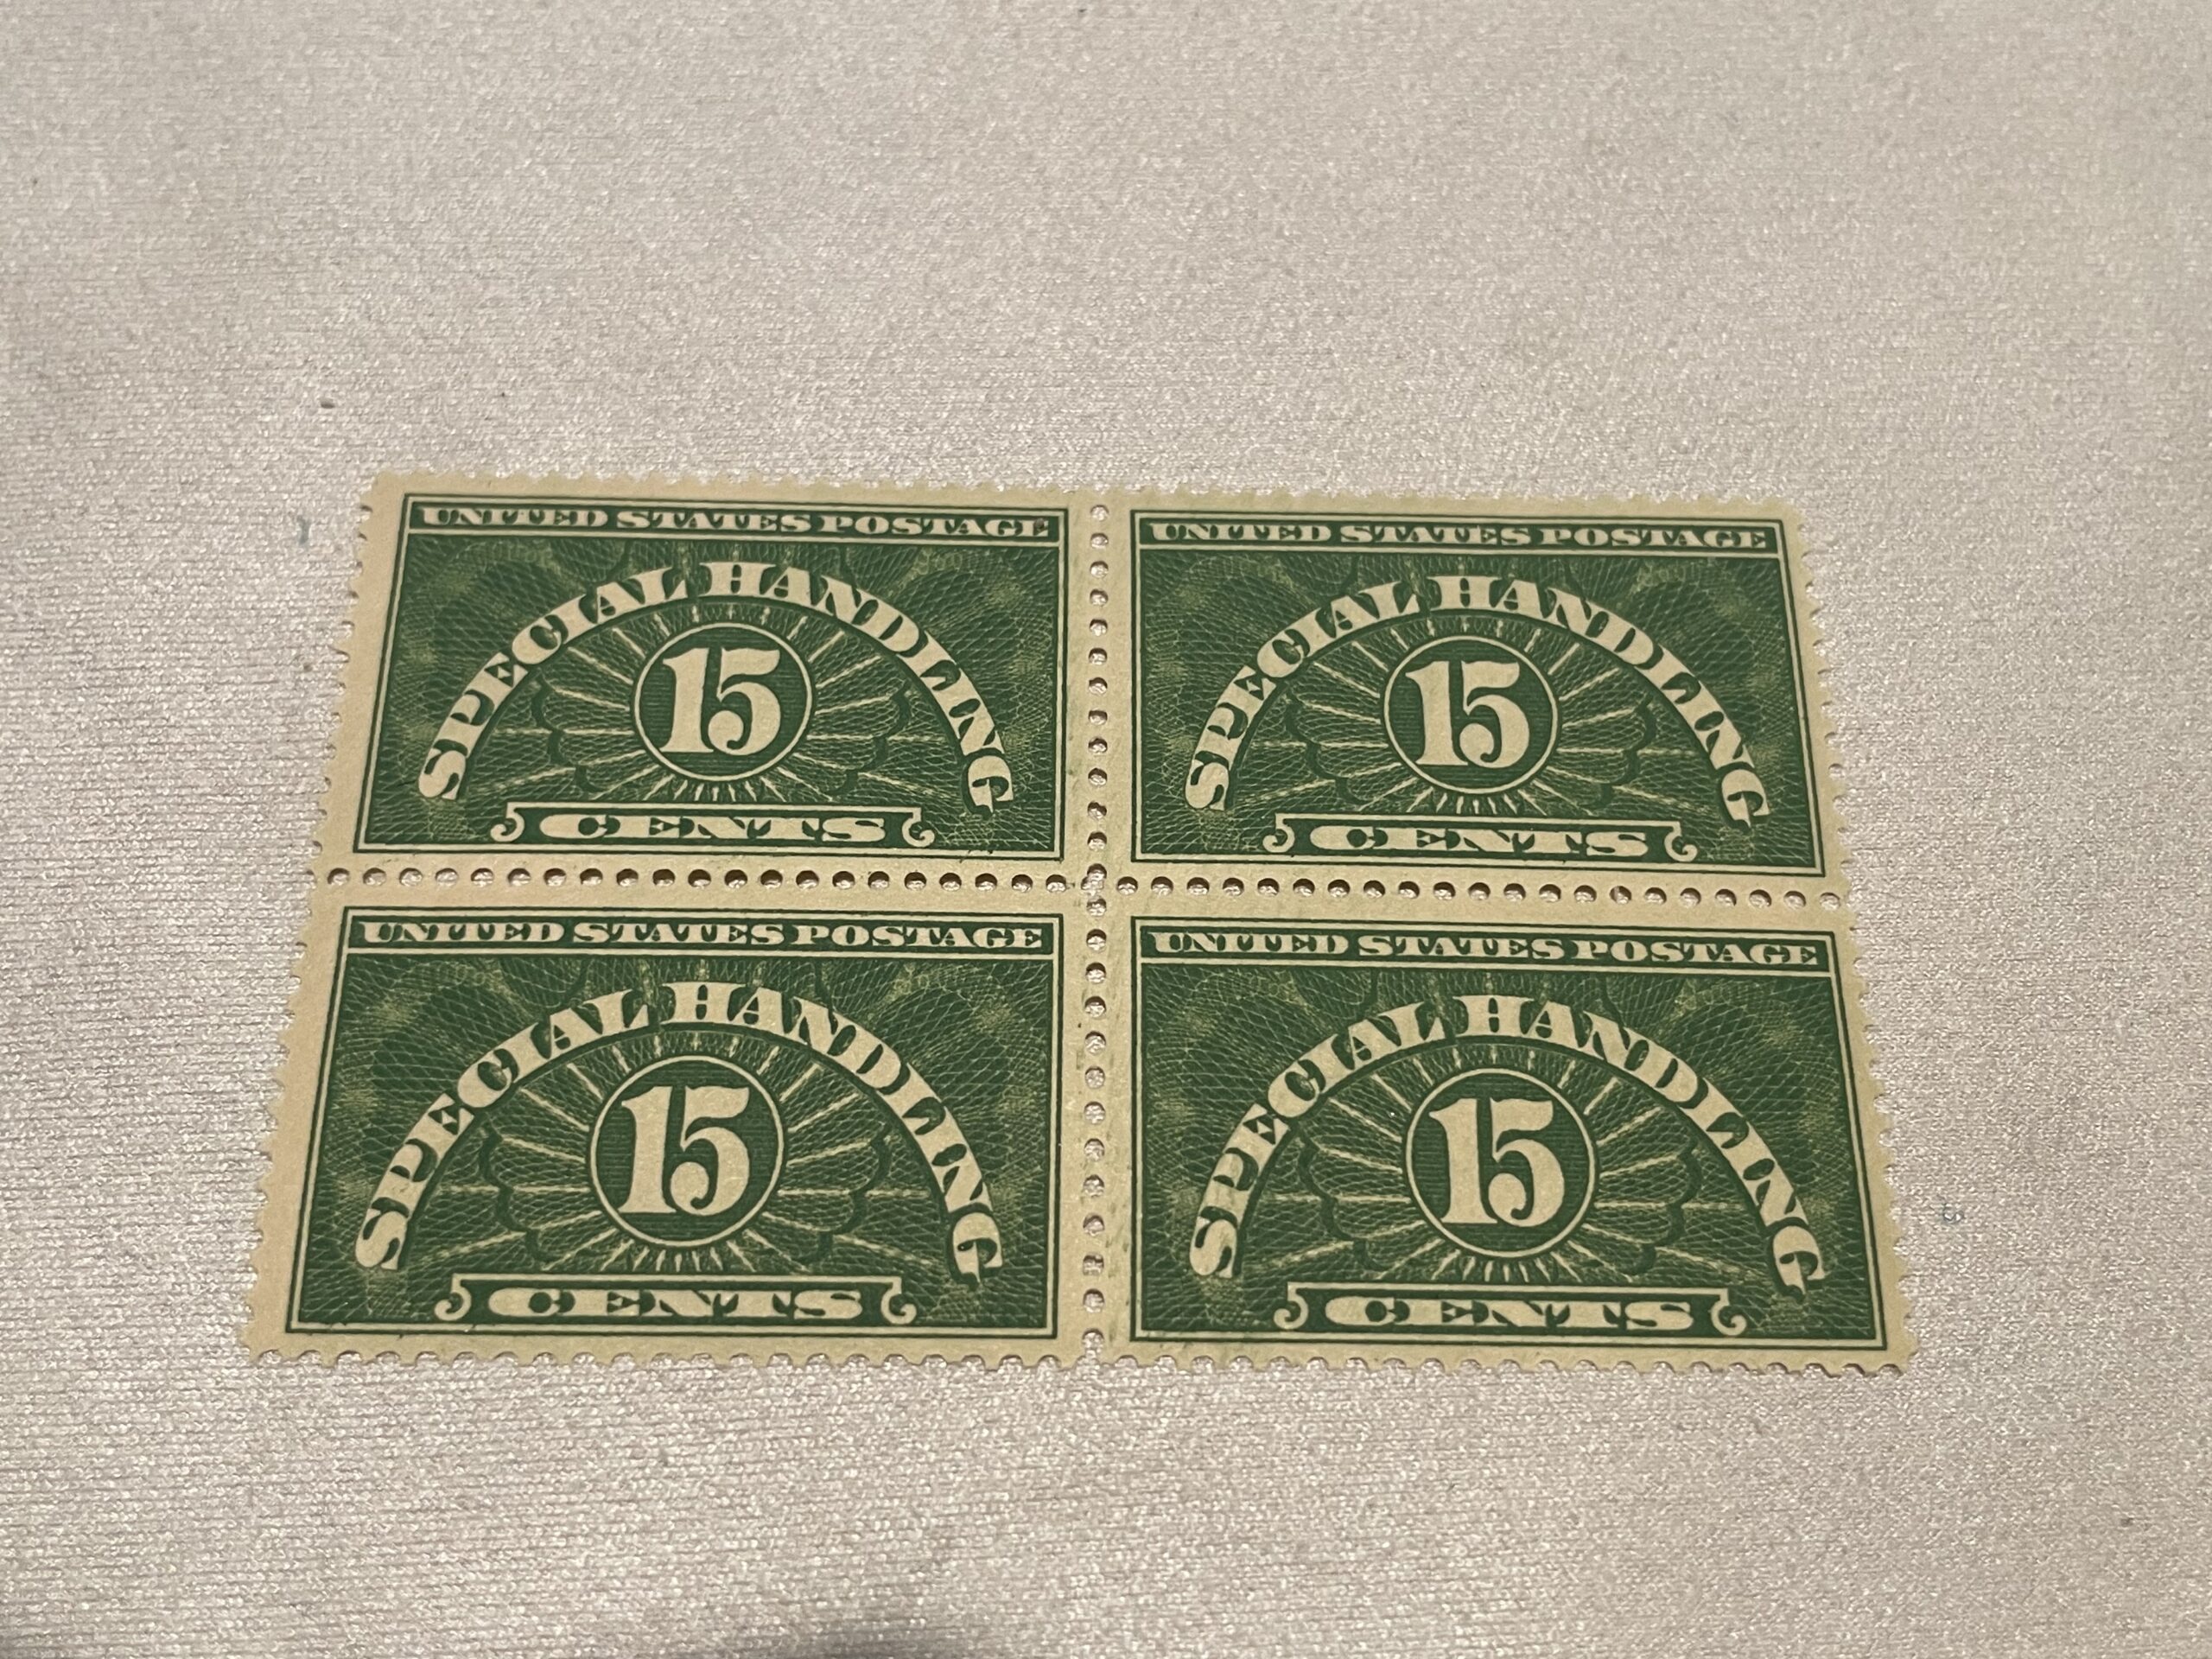 UNITED STATES POSTAGE
SPECIAL HANDLING
15
CENTS
UNITED STATES POSTAGE
SPECIAL HANDLING
15
CENTS
UNITED STATES POSTAGE
SPECIAL HANDLING
15
CENTS
UNITED STATES POSTAGE
SPECIAL HANDLING
15
CENTS